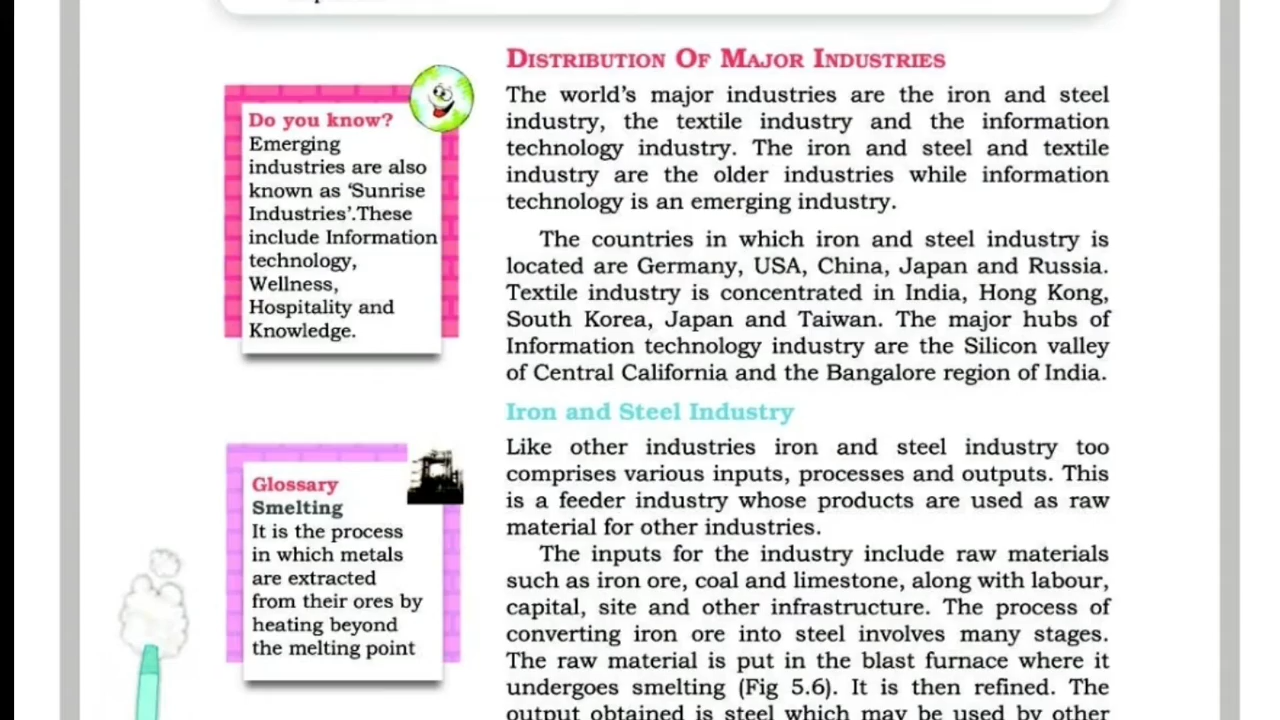 DISTRIBUTION OF MAJOR INDUSTRIES
The world's major industries are the iron and steel
industry, the textile industry and the information
technology industry. The iron and steel and textile
industry are the older industries while information
technology is an emerging industry.
The countries in which iron and steel industry is
located are Germany, USA, China, Japan and Russia.
Textile industry is concentrated in India, Hong Kong,
South Korea, Japan and Taiwan. The major hubs of
Information technology industry are the Silicon valley
of Central California and the Bangalore region of India.
Do you know?
Emerging
industries are also
known as 'Sunrise
Industries'.These
include Information
technology,
Wellness,
Hospitality and
Knowledge.
Iron and Steel Industry
Like other industries iron and steel industry too
comprises various inputs, processes and outputs. This
is a feeder industry whose products are used as raw
material for other industries.
The inputs for the industry include raw materials
such as iron ore, coal and limestone, along with labour,
capital, site and other infrastructure. The process of
converting iron ore into steel involves many stages.
The raw material is put in the blast furnace where it
undergoes smelting (Fig 5.6). It is then refined. The
output obtained is steel which may be used by other
Glossary
Smelting
It is the process
in which metals
are extracted
from their ores by
heating beyond
the melting point